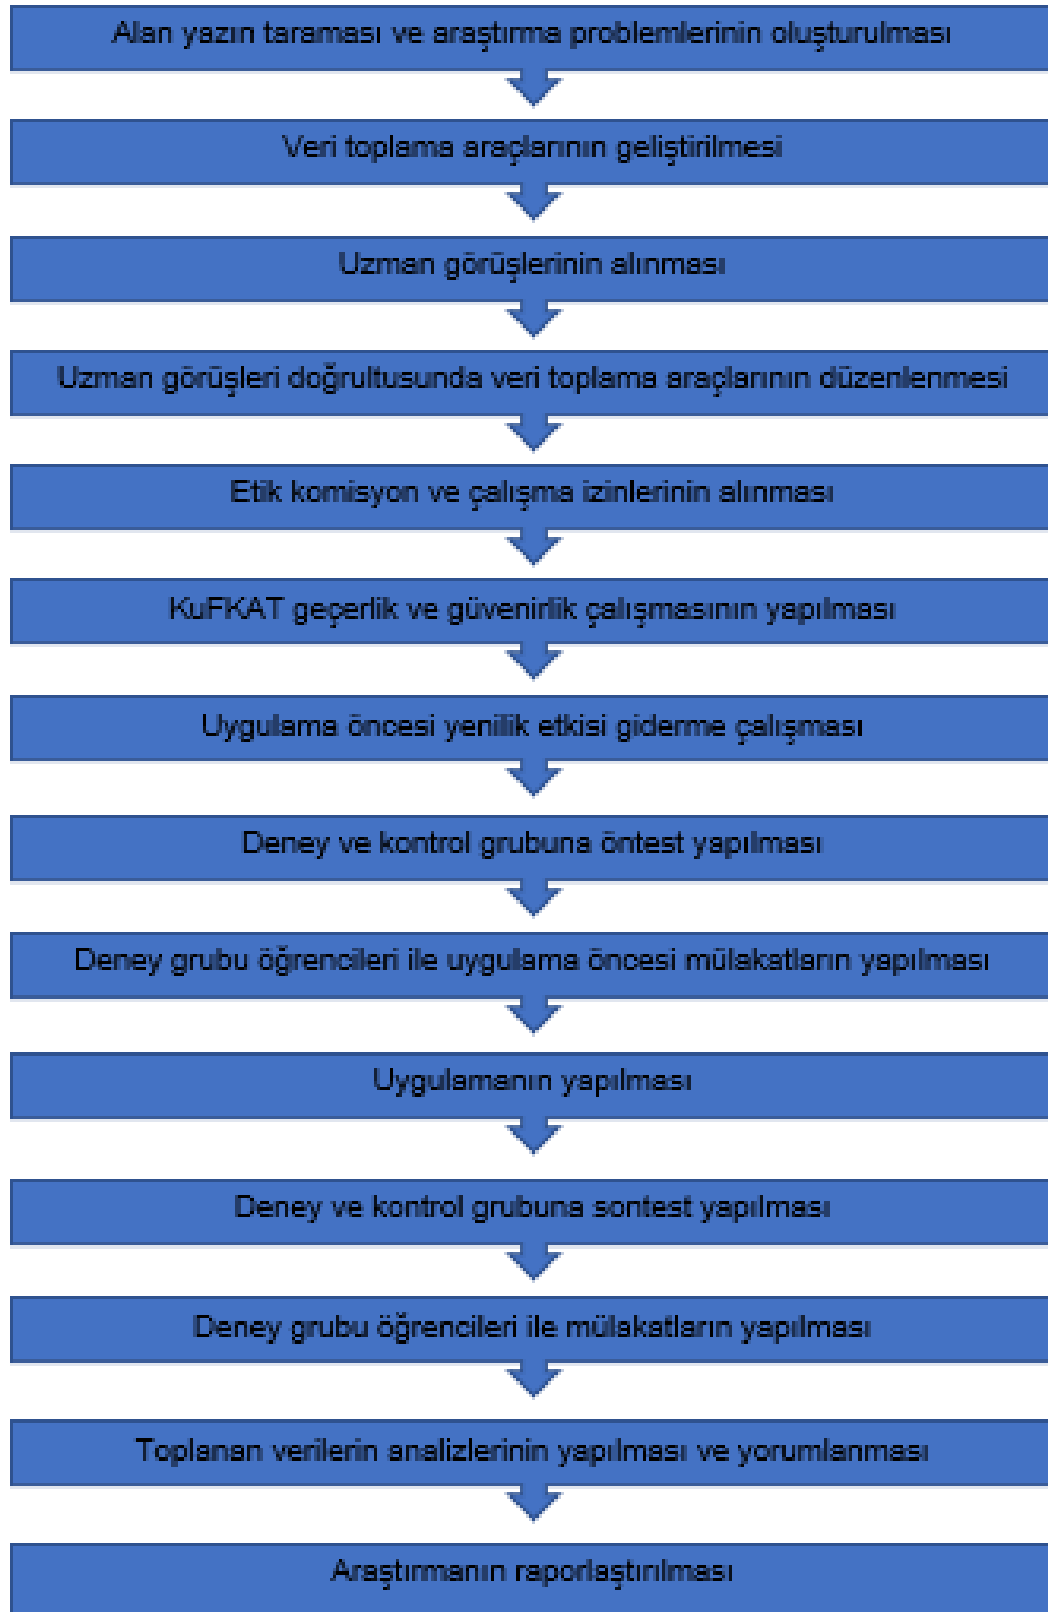 Alan yazın taraması ve araştırma problemlerinin oluşturulması
Veri toplama araçlarının geliştirilmesi
Uzman görüşlerinin alınması
Uzman görüşleri doğrultusunda veri toplama araçlarının düzenlenmesi
Etik komisyon ve çalışma izinlerinin alınması
KuFKAT geçerlik ve güvenirlik çalışmasının yapılması
Uygulama öncesi yenilik etkisi giderme çalışması
Deney ve kontrol grubuna öntest yapılması
Deney grubu öğrencileri ile uygulama öncesi mülakatların yapılması
Uygulamanın yapılması
Deney ve kontrol grubuna sontest yapılması
Deney grubu öğrencileri ile mülakatların yapılması
Toplanan verilerin analizlerinin yapılması ve yorumlanması
Araştırmanın raporlaştırılması